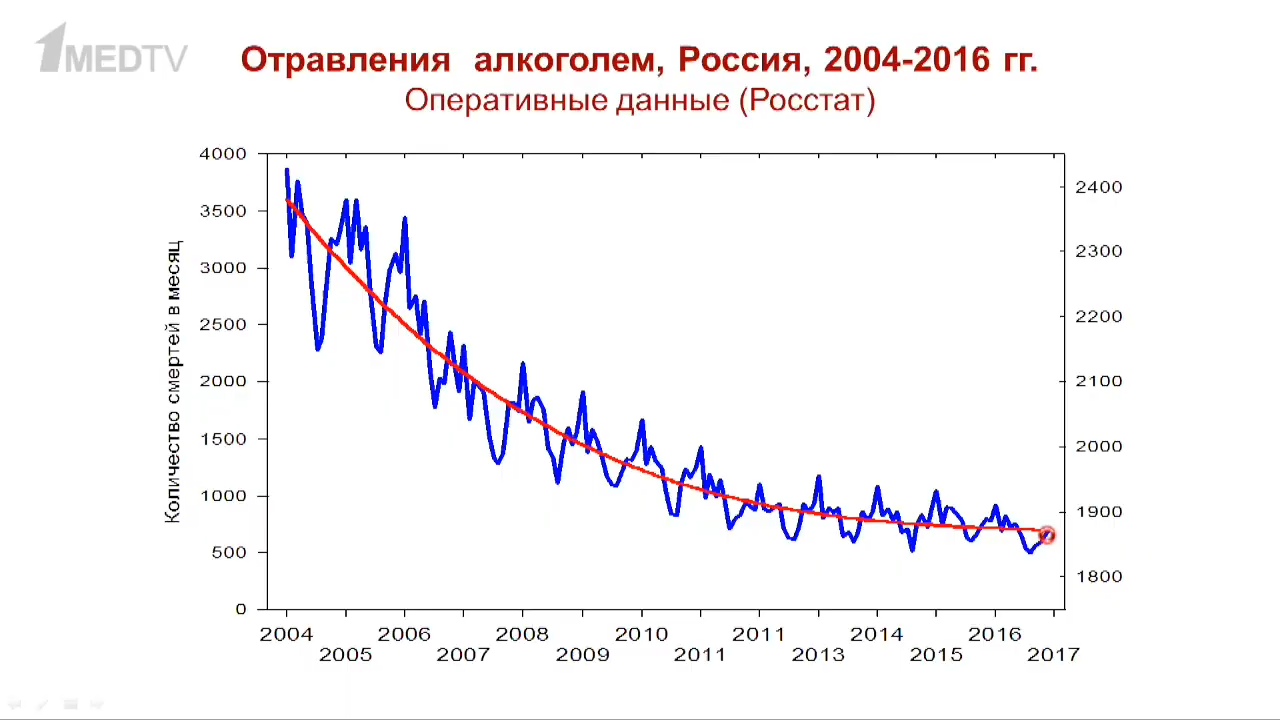 1MEDTV
Отравления алкоголем, Россия, 2004-2016 гг.
Оперативные данные (Росстат)
Количество смертей в месяц
4000
3500
3000
2500
2000
1500
1000
500
0
2400
2300
2200
2100
2000
1900
1800
2004 2006 2008 2010 2011 2014 2016
2005 2007 2009 2011 2013 2015 2017